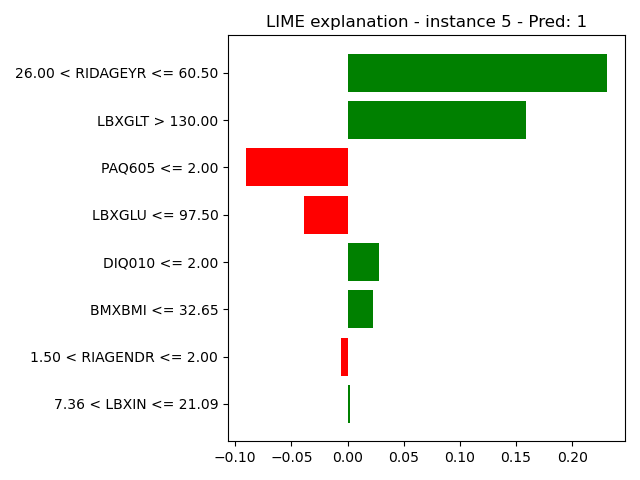 LIME explanation - instance 5 - Pred: 1
26.00 < RIDAGEYR <= 60.50
LBXGLT > 130.00
PAQ605 <= 2.00
LBXGLU <= 97.50
DIQ010 <= 2.00
BMXBMI <= 32.65
1.50 < RIAGENDR <= 2.00
7.36 < LBXIN <= 21.09
−0.10 −0.05 0.00 0.05 0.10 0.15 0.20